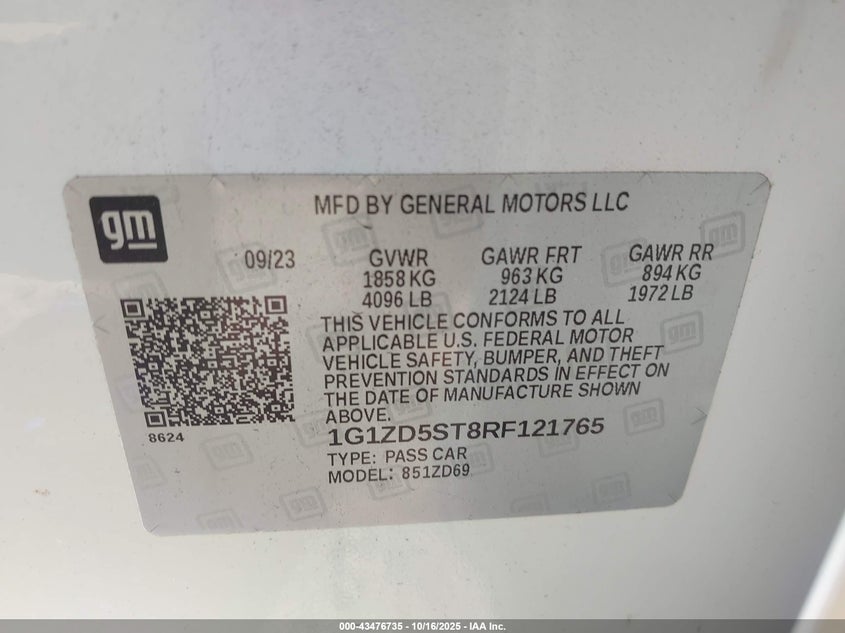 gm
MFD BY GENERAL MOTORS LLC
09/23 GVWR GAWR FRT GAWR RR
1858 KG 963 KG 894 KG
4096 LB 2124 LB 1972 LB
THIS VEHICLE CONFORMS TO ALL
APPLICABLE U.S. FEDERAL MOTOR
VEHICLE SAFETY, BUMPER, AND THEFT
PREVENTION STANDARDS IN EFFECT ON
THE DATE OF MANUFACTURE SHOWN
ABOVE.
8624
1G1ZD5ST8RF121765
TYPE: PASS CAR
MODEL: 851ZD69
000-43476735 - 10/16/2025 - IAA Inc.